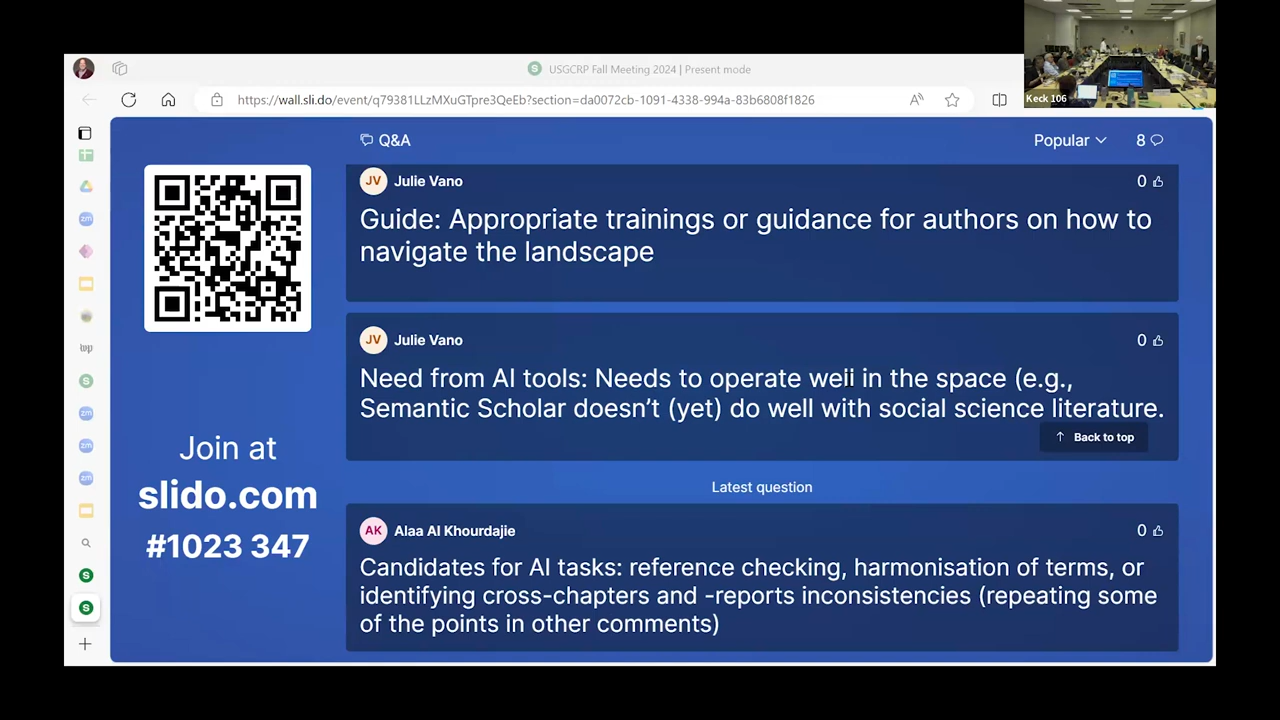 USGCRP Fall Meeting 2024 | Present mode
Keck 106
https://wall.sli.do/event/q79381LLzMXuGTpre3QeEb?section=da0072cb-1091-4338-994a-83b6808f1826
Q&A
Popular
8
JV Julie Vano
0
Guide: Appropriate trainings or guidance for authors on how to
navigate the landscape
JV Julie Vano
0
Need from AI tools: Needs to operate well in the space (e.g.,
Semantic Scholar doesn't (yet) do well with social science literature.
Back to top
Latest question
AK Alaa Al Khourdajie
0
Candidates for AI tasks: reference checking, harmonisation of terms, or
identifying cross-chapters and -reports inconsistencies (repeating some
of the points in other comments)
Join at
slido.com
#1023 347
zm
wp
S
zm
zm
zm
S
S